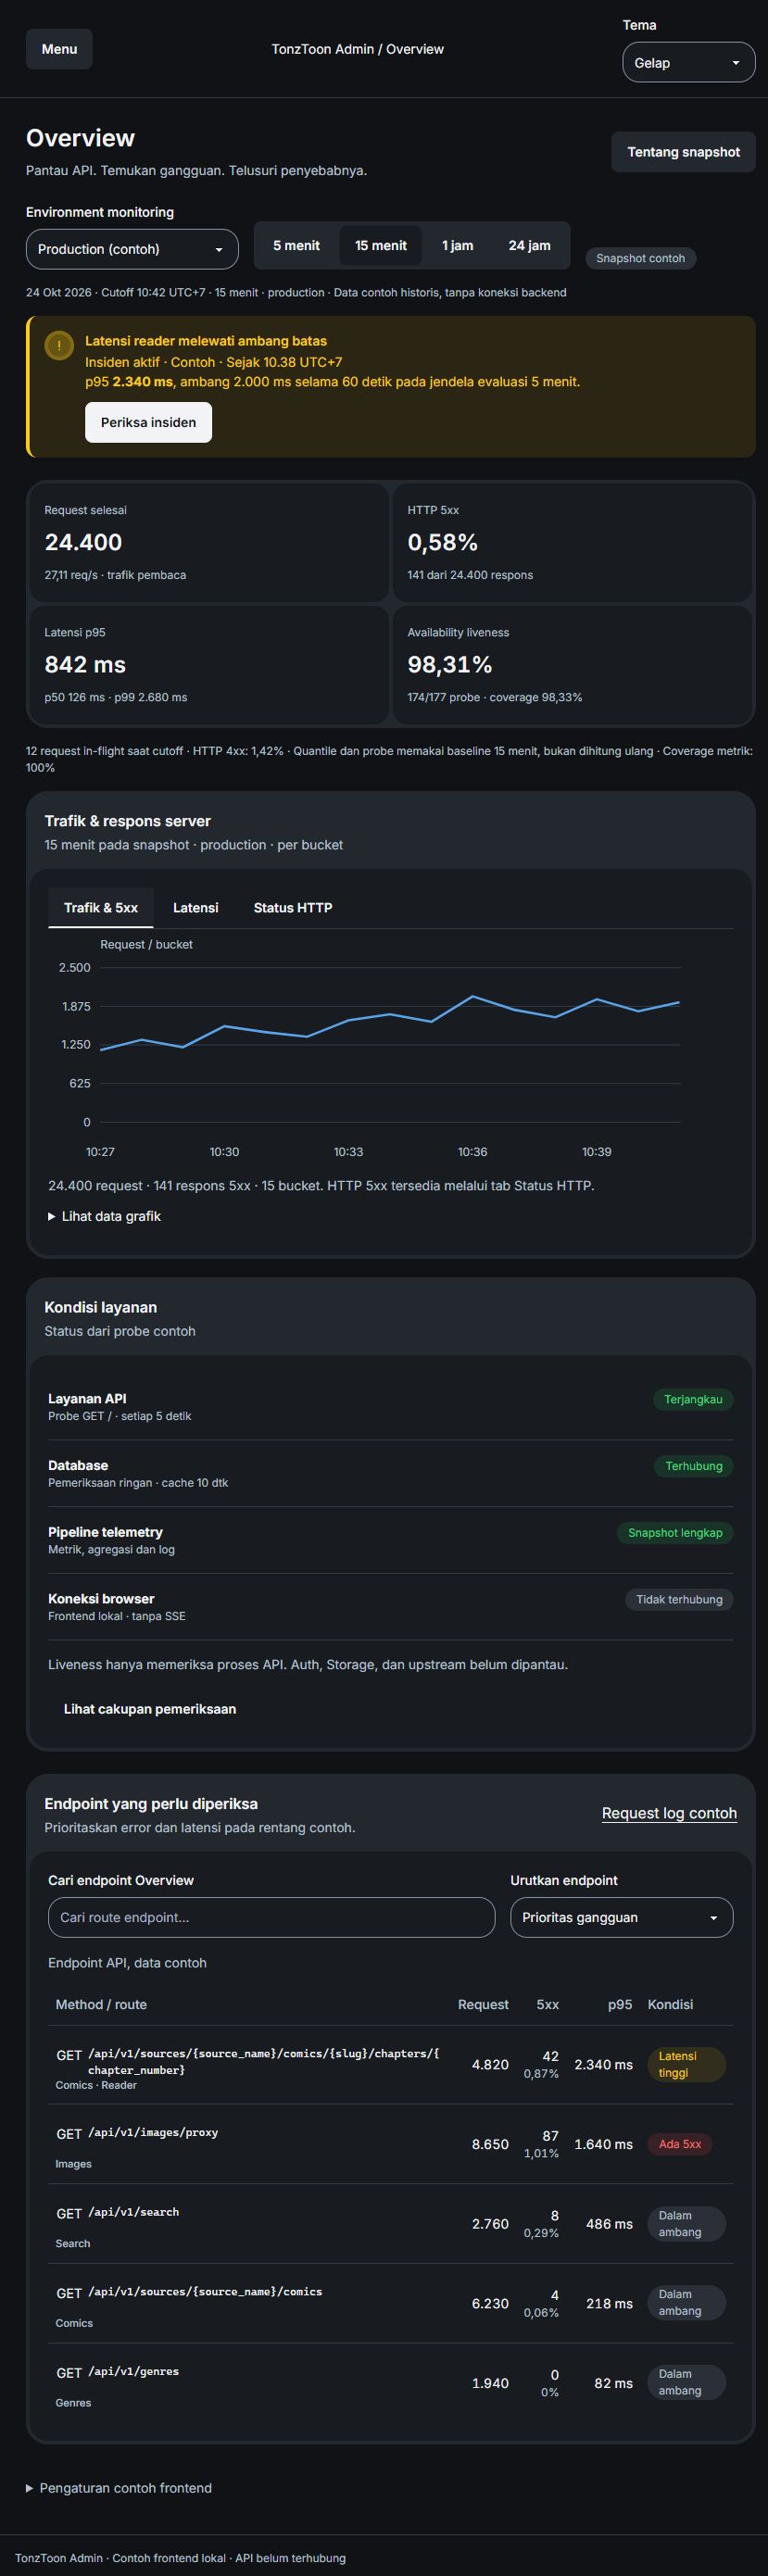 Menu
TonzToon Admin / Overview
Tema
Gelap
Overview
Pantau API. Temukan gangguan. Telusuri penyebabnya.
Tentang snapshot
Environment monitoring
Production (contoh)
5 menit
15 menit
1 jam
24 jam
Snapshot contoh
24 Okt 2026 · Cutoff 10:42 UTC+7 · 15 menit · production · Data contoh historis, tanpa koneksi backend
!
Latensi reader melewati ambang batas
Insiden aktif · Contoh · Sejak 10.38 UTC+7
p95 2.340 ms, ambang 2.000 ms selama 60 detik pada jendela evaluasi 5 menit.
Periksa insiden
Request selesai
24.400
27,11 req/s · trafik pembaca
HTTP 5xx
0,58%
141 dari 24.400 respons
Latensi p95
842 ms
p50 126 ms · p99 2.680 ms
Availability liveness
98,31%
174/177 probe · coverage 98,33%
12 request in-flight saat cutoff · HTTP 4xx: 1,42% · Quantile dan probe memakai baseline 15 menit, bukan dihitung ulang · Coverage metrik:
100%
Trafik & respons server
15 menit pada snapshot · production · per bucket
Trafik & 5xx
Latensi
Status HTTP
Request / bucket
2.500
1.875
1.250
625
0
10:27
10:30
10:33
10:36
10:39
24.400 request · 141 respons 5xx · 15 bucket. HTTP 5xx tersedia melalui tab Status HTTP.
Lihat data grafik
Kondisi layanan
Status dari probe contoh
Layanan API
Probe GET / · setiap 5 detik
Terjangkau
Database
Pemeriksaan ringan · cache 10 dtk
Terhubung
Pipeline telemetry
Metrik, agregasi dan log
Snapshot lengkap
Koneksi browser
Frontend lokal · tanpa SSE
Tidak terhubung
Liveness hanya memeriksa proses API. Auth, Storage, dan upstream belum dipantau.
Lihat cakupan pemeriksaan
Endpoint yang perlu diperiksa
Prioritaskan error dan latensi pada rentang contoh.
Request log contoh
Cari endpoint Overview
Cari route endpoint...
Urutkan endpoint
Prioritas gangguan
Endpoint API, data contoh
Method / route
Request
5xx
p95
Kondisi
GET /api/v1/sources/{source_name}/comics/{slug}/chapters/{
chapter_number}
Comics · Reader
4.820
42
0,87%
2.340 ms
Latensi
tinggi
GET /api/v1/images/proxy
Images
8.650
87
1,01%
1.640 ms
Ada 5xx
GET /api/v1/search
Search
2.760
8
0,29%
486 ms
Dalam
ambang
GET /api/v1/sources/{source_name}/comics
Comics
6.230
4
0,06%
218 ms
Dalam
ambang
GET /api/v1/genres
Genres
1.940
0
0%
82 ms
Dalam
ambang
Pengaturan contoh frontend
TonzToon Admin · Contoh frontend lokal · API belum terhubung